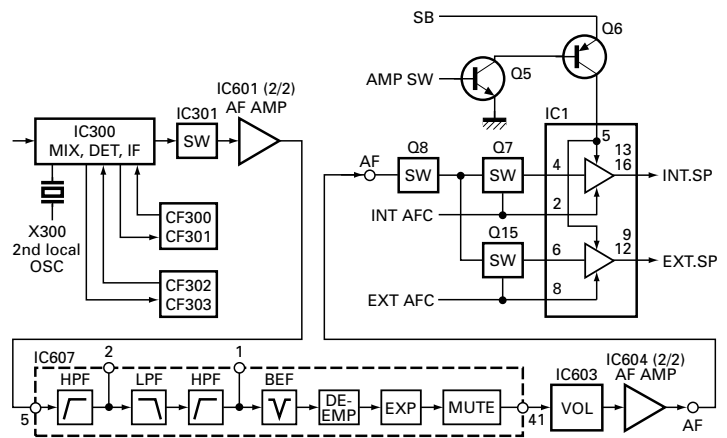 SB
Q6
Q5
AMP SW
IC601 (2/2)
AF AMP
IC301
SW
IC300
MIX, DET, IF
X300
2nd local
OSC
CF300
CF301
CF302
CF303
IC1
5
13
16
INT.SP
AF
Q8
SW
Q7
SW
4
2
INT AFC
Q15
SW
6
8
9
12
EXT.SP
EXT AFC
IC607
2
1
5
HPF
LPF
HPF
BEF
DE-
EMP
EXP
MUTE
41
IC603
VOL
IC604 (2/2)
AF AMP
AF